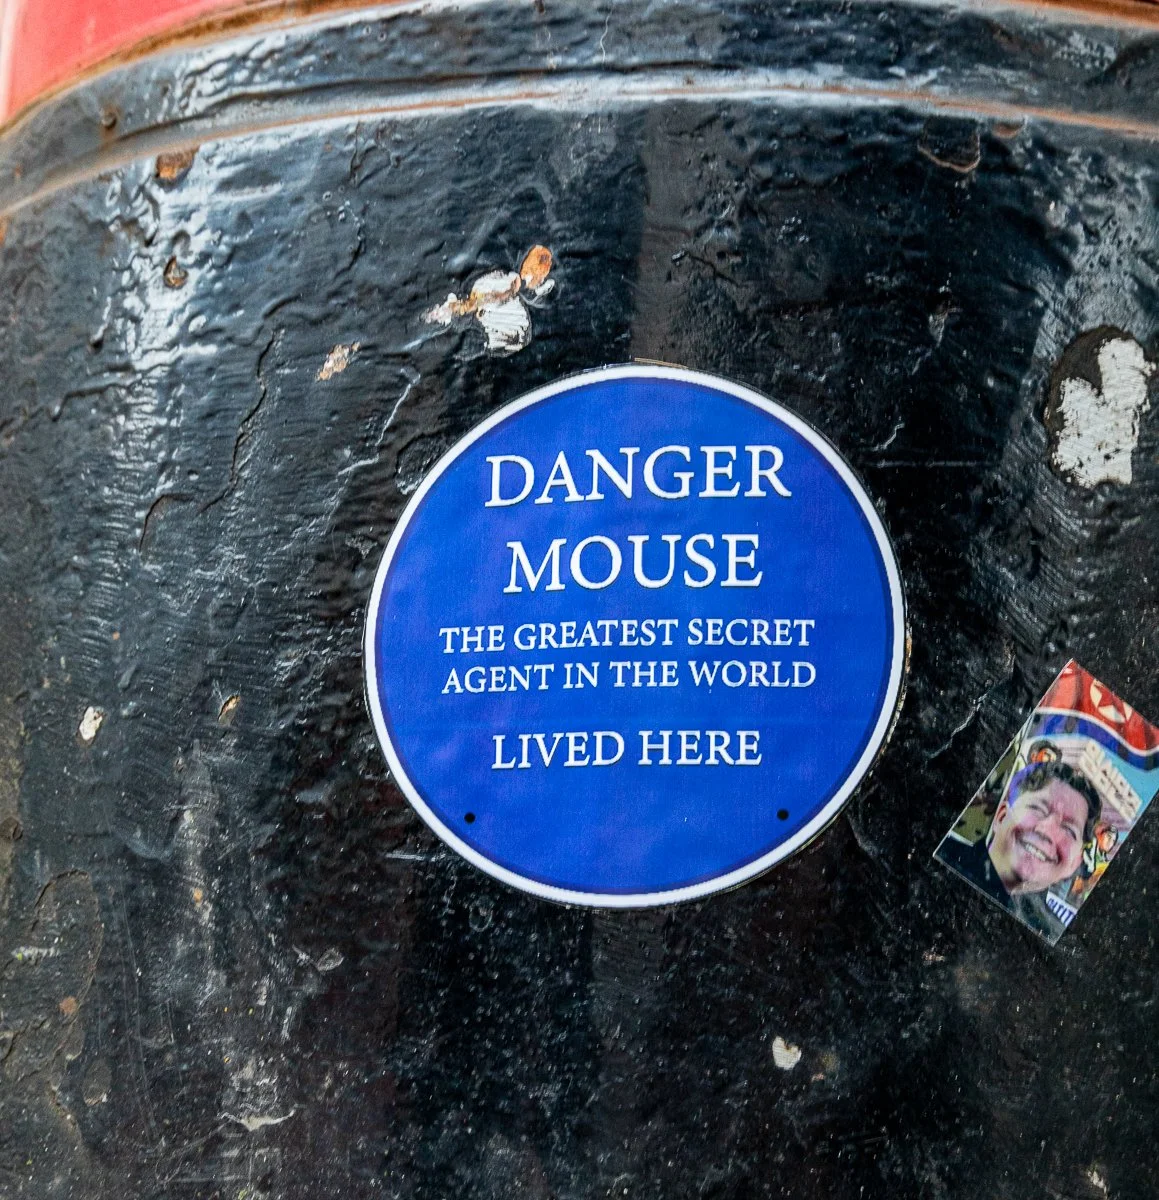 DANGER
MOUSE
THE GREATEST SECRET
AGENT IN THE WORLD
LIVED HERE